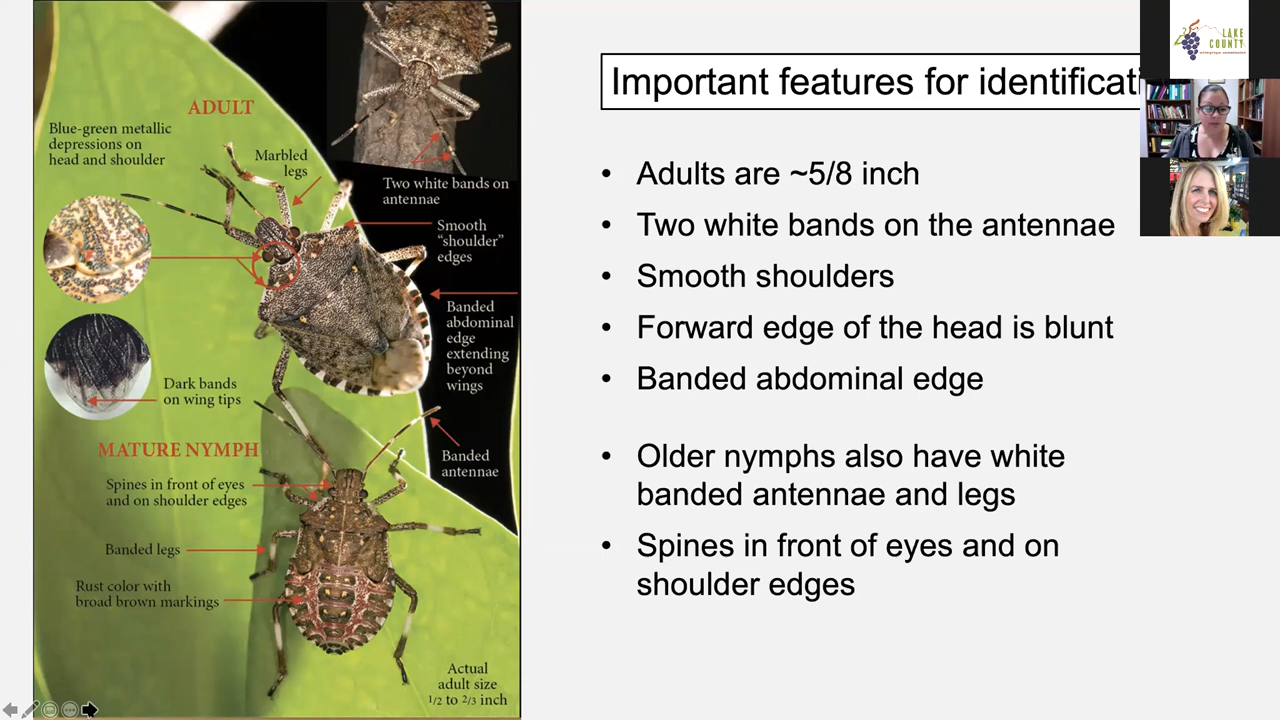 ADULT
Blue-green metallic
depressions on
head and shoulder
Marbled
legs
Two white bands on
antennae
Smooth
“shoulder”
edges
Banded
abdominal
edge
extending
beyond
wings
Dark bands
on wing tips
MATURE NYMPH
Banded
antennae
Spines in front of eyes
and on shoulder edges
Banded legs
Rust color with
broad brown markings
Actual
adult size
1/2 to 2/3 inch
Important features for identificati
• Adults are ~5/8 inch
• Two white bands on the antennae
• Smooth shoulders
• Forward edge of the head is blunt
• Banded abdominal edge
• Older nymphs also have white
banded antennae and legs
• Spines in front of eyes and on
shoulder edges
LAKE
COUNTY